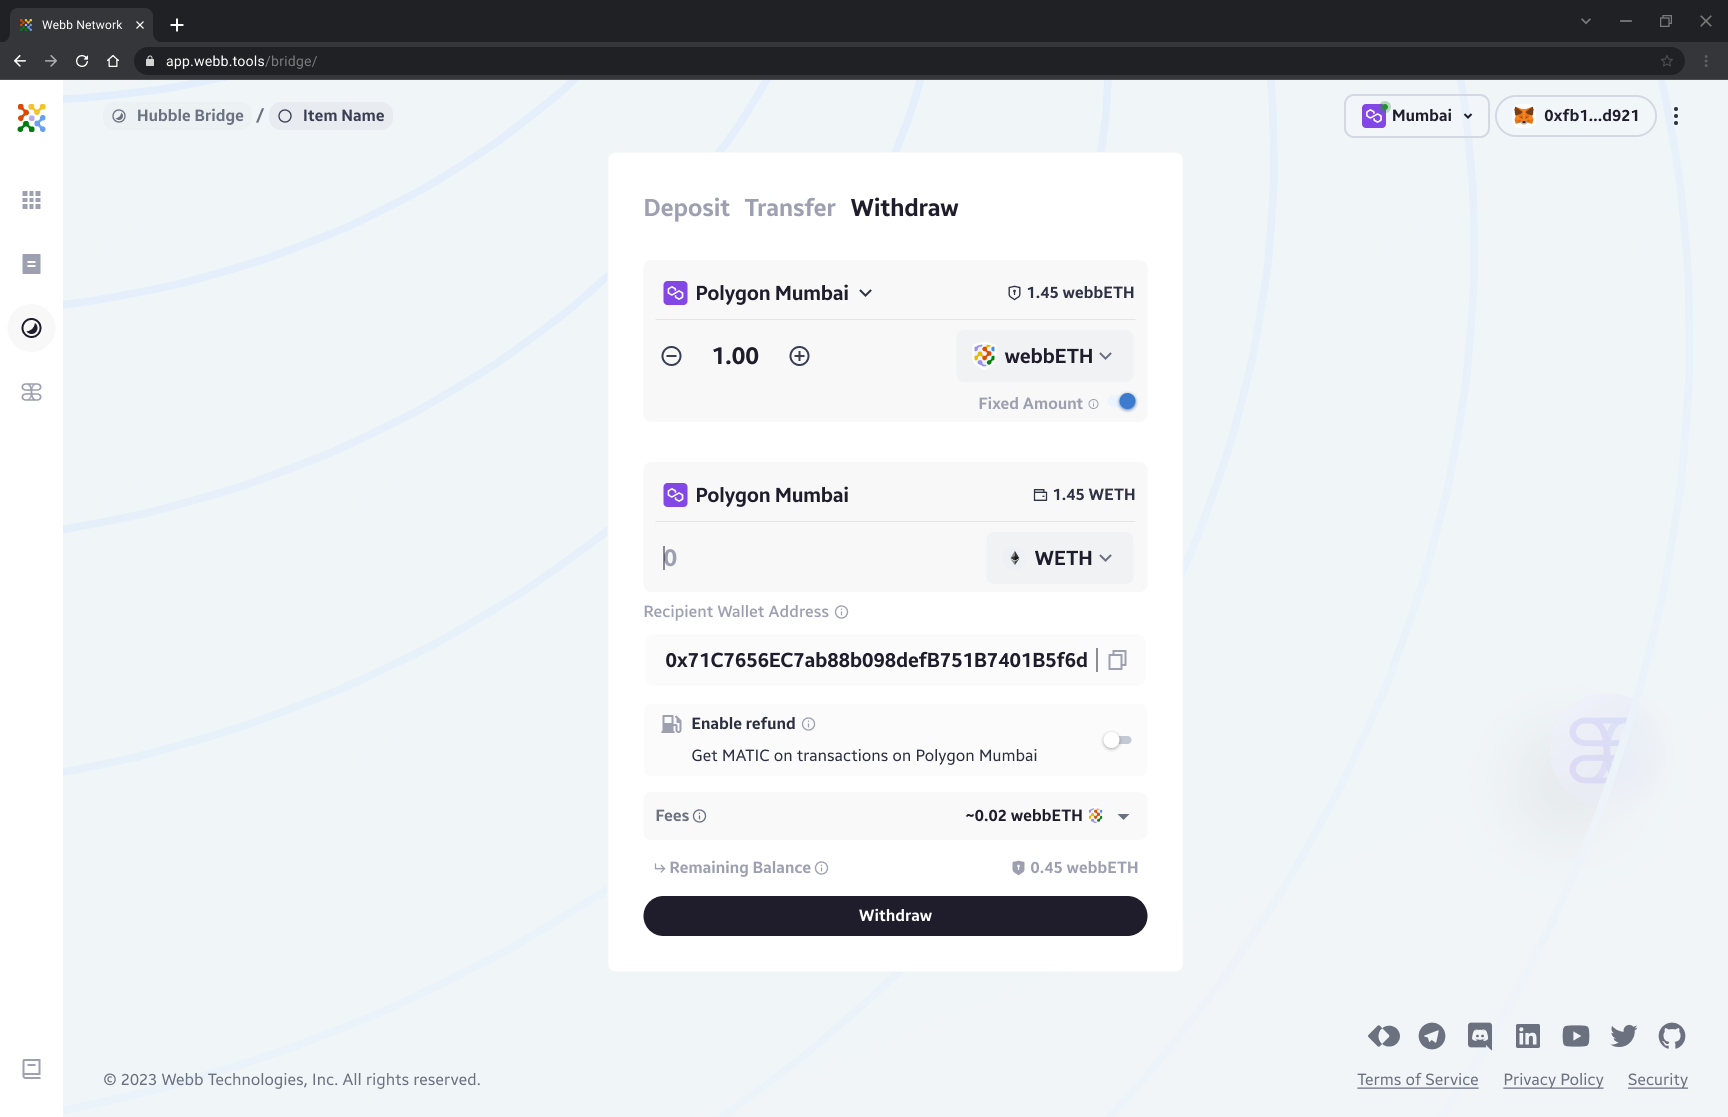 Webb Network
app.webb.tools/bridge/
Hubble Bridge / Item Name
Mumbai
0xfb1...d921
Deposit Transfer Withdraw
Polygon Mumbai
1.45 webbETH
1.00
webbETH
Fixed Amount
Polygon Mumbai
1.45 WETH
0
WETH
Recipient Wallet Address
0x71C7656EC7ab88b098defB751B7401B5f6d
Enable refund
Get MATIC on transactions on Polygon Mumbai
Fees
~0.02 webbETH
Remaining Balance
0.45 webbETH
Withdraw
© 2023 Webb Technologies, Inc. All rights reserved.
Terms of Service
Privacy Policy
Security